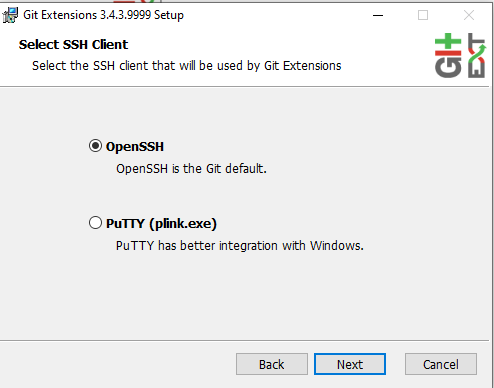 Git Extensions 3.4.3.9999 Setup
Select SSH Client
Select the SSH client that will be used by Git Extensions
GIT
EXT
OpenSSH
OpenSSH is the Git default.
PuTTY (plink.exe)
PuTTY has better integration with Windows.
Back
Next
Cancel